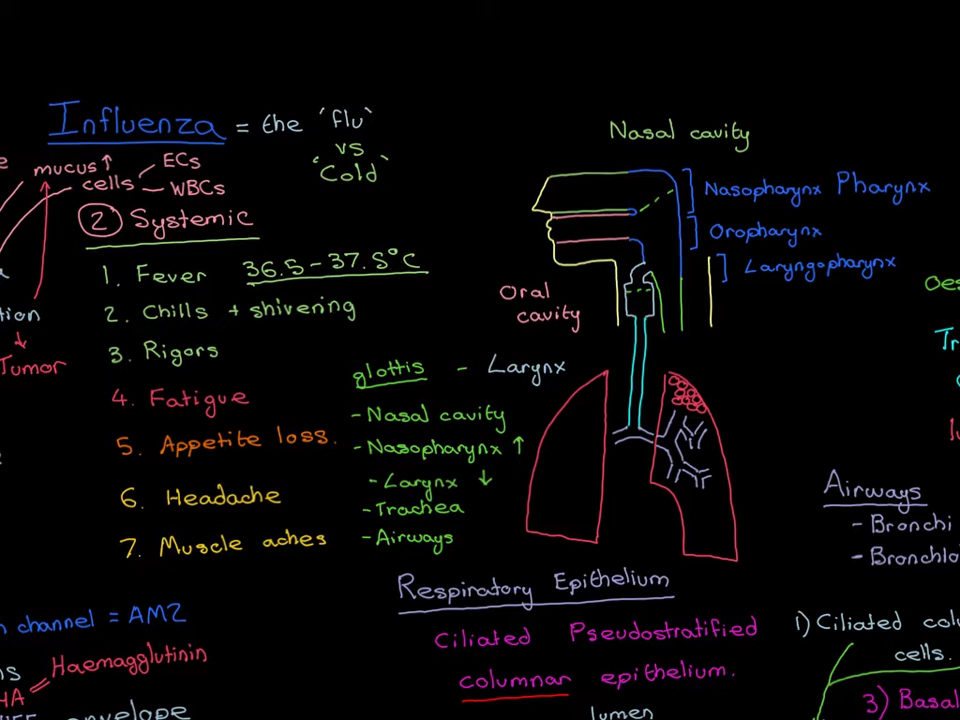 Influenza = the 'flu'
vs
'Cold'
mucus↑
cells
ECs
WBCs
② Systemic
1. Fever 36.5-37.5°C
2. Chills + shivering
3. Rigors
4. Fatigue
5. Appetite loss.
6. Headache
7. Muscle aches
Tumor
glottis - Larynx
-Nasal cavity
-Nasopharynx ↑
-Larynx ↓
-Trachea
-Airways
Nasal cavity
Nasopharynx Pharynx
Oropharynx
Laryngopharynx
Oral
cavity
Airways
- Bronchi
Respiratory Epithelium
Ciliated Pseudostratified
columnar epithelium.
lumen
1) Ciliated
cells.
3)
channel = AM2
Haemagglutinin
HA
envelope